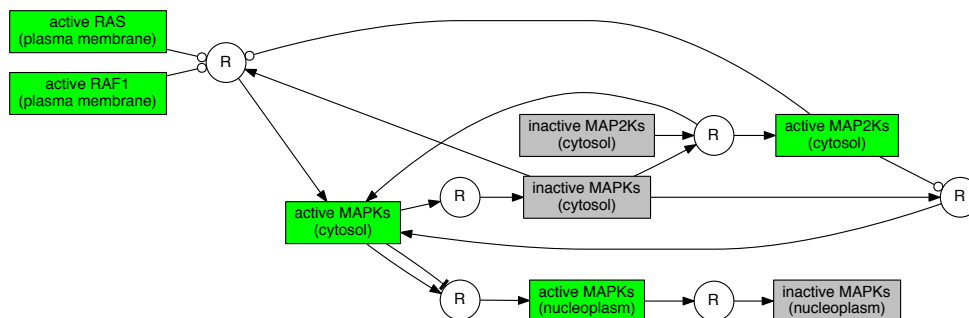 active RAS
(plasma membrane)
R
active RAF1
(plasma membrane)
inactive MAP2Ks
(cytosol)
R
active MAP2Ks
(cytosol)
active MAPKs
(cytosol)
R
inactive MAPKs
(cytosol)
R
R
active MAPKs
(nucleoplasm)
R
inactive MAPKs
(nucleoplasm)